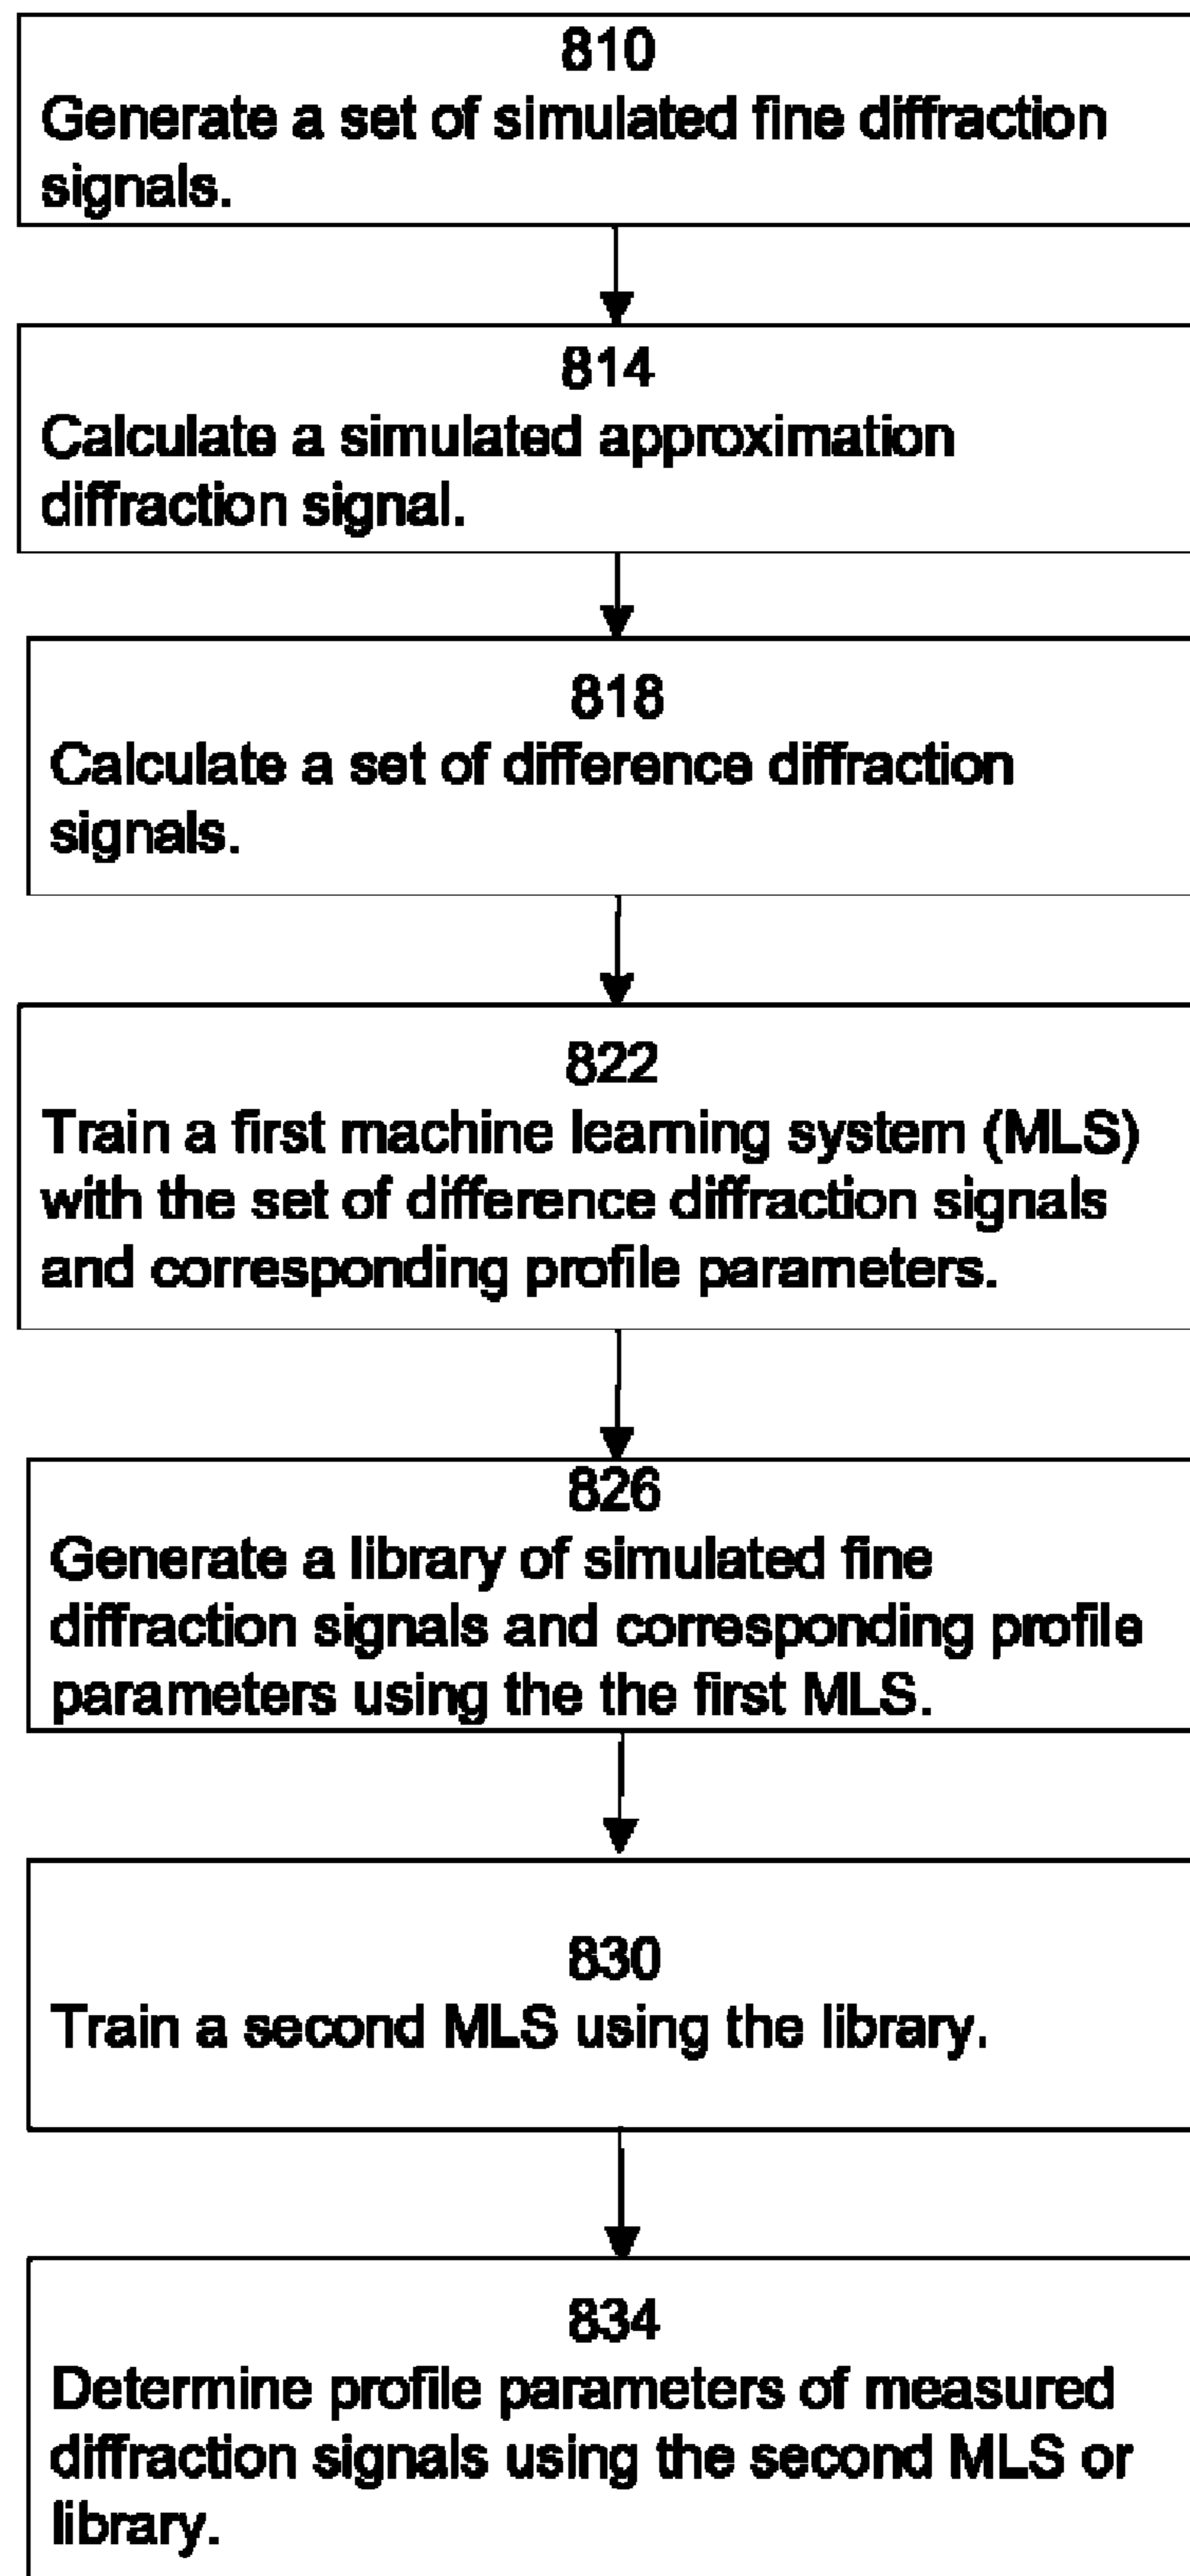 810
Generate a set of simulated fine diffraction
signals.
814
Calculate a simulated approximation
diffraction signal.
818
Calculate a set of difference diffraction
signals.
822
Train a first machine learning system (MLS)
with the set of difference diffraction signals
and corresponding profile parameters.
826
Generate a library of simulated fine
diffraction signals and corresponding profile
parameters using the the first MLS.
830
Train a second MLS using the library.
834
Determine profile parameters of measured
diffraction signals using the second MLS or
library.